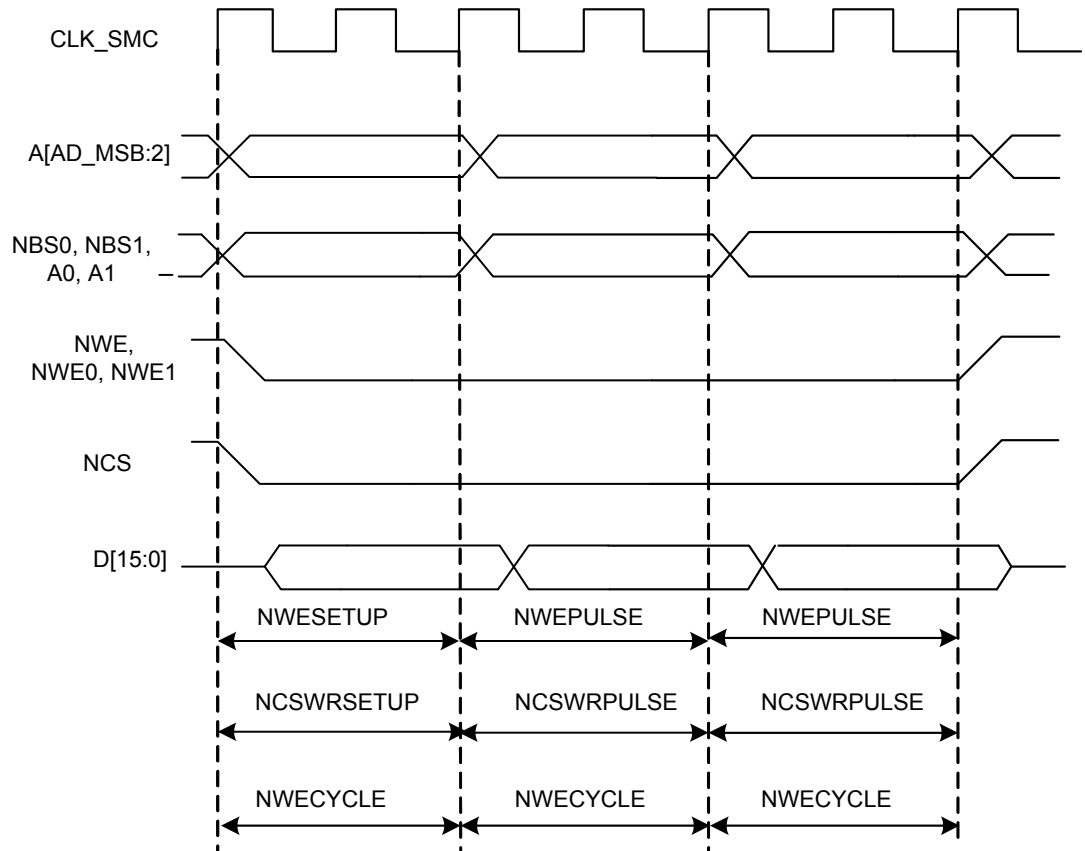 CLK_SMC
A[AD_MSB:2]
NBS0, NBS1,
A0, A1
NWE,
NWE0, NWE1
NCS
D[15:0]
NWESETUP NWEPULSE NWEPULSE
NCSWRSETUP NCSWRPULSE NCSWRPULSE
NWECYCLE NWECYCLE NWECYCLE